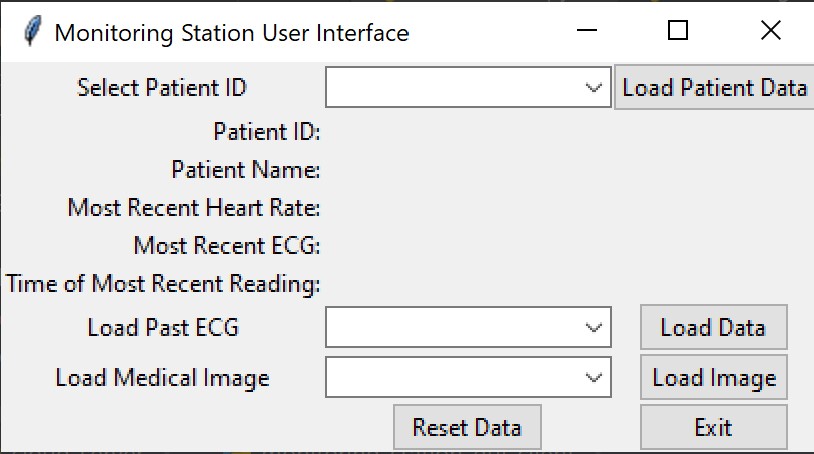 Monitoring Station User Interface
Select Patient ID Load Patient Data
Patient ID:
Patient Name:
Most Recent Heart Rate:
Most Recent ECG:
Time of Most Recent Reading:
Load Past ECG Load Data
Load Medical Image Load Image
Reset Data Exit